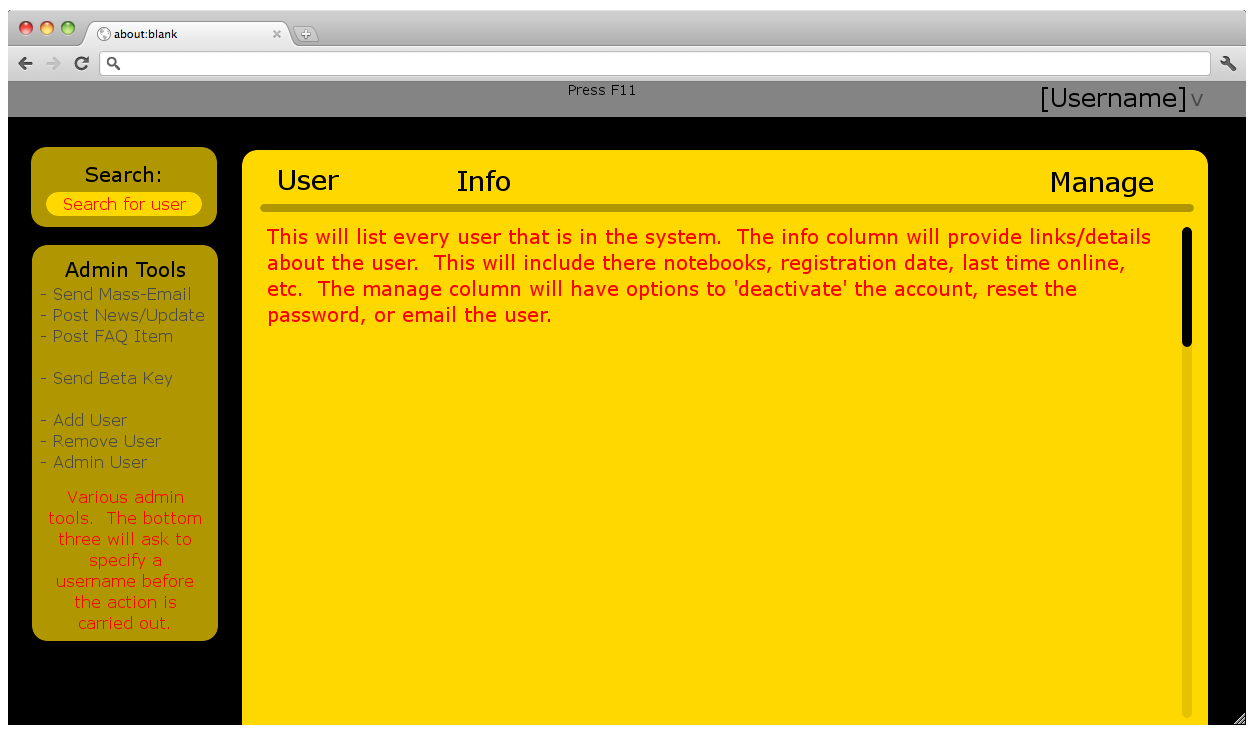 about:blank
Press F11
[Username] v
Search:
Search for user
Admin Tools
- Send Mass-Email
- Post News/Update
- Post FAQ Item
- Send Beta Key
- Add User
- Remove User
- Admin User
Various admin
tools.  The bottom
three will ask to
specify a
username before
the action is
carried out.
User Info Manage
This will list every user that is in the system.  The info column will provide links/details
about the user.  This will include there notebooks, registration date, last time online,
etc.  The manage column will have options to 'deactivate' the account, reset the
password, or email the user.